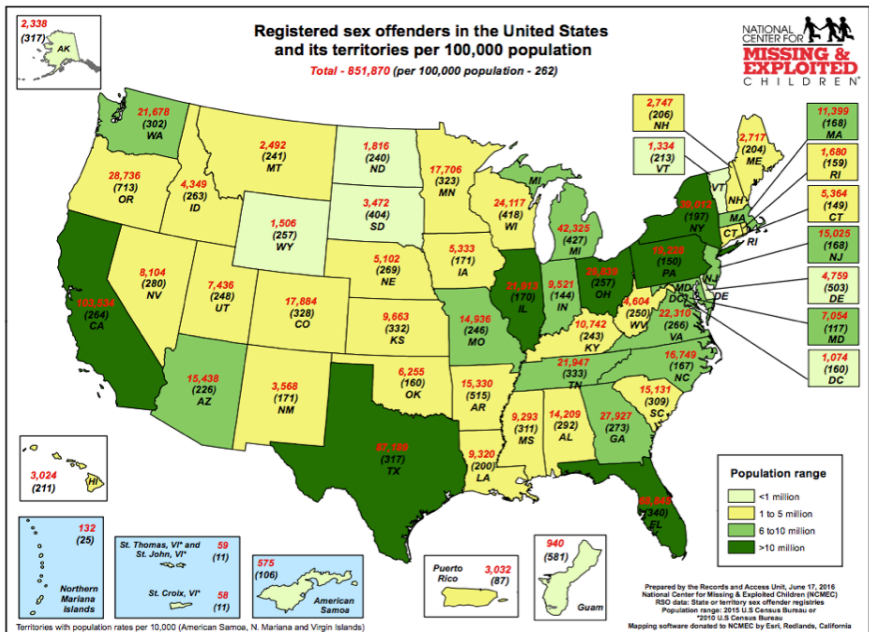 Registered sex offenders in the United States
and its territories per 100,000 population
Total - 851,870 (per 100,000 population - 262)
NATIONAL
CENTER FOR
MISSING &
EXPLOITED
CHILDREN
2,338
(317)
AK
21,678
(302)
WA
28,736
(713)
OR
4,349
(263)
ID
2,492
(241)
MT
1,816
(240)
ND
3,472
(404)
SD
1,506
(257)
WY
17,706
(323)
MN
24,117
(418)
WI
MI
42,325
(427)
MI
(264)
CA
8,104
(280)
NV
7,436
(248)
UT
17,884
(328)
CO
5,102
(269)
NE
5,333
(171)
IA
9,663
(332)
KS
14,936
(246)
MO
(170)
IL
9,521
(144)
IN
(257)
OH
(150)
PA
(197)
NY
15,438
(226)
AZ
3,568
(171)
NM
6,255
(160)
OK
15,330
(515)
AR
(317)
TX
9,320
(200)
LA
9,293
(311)
MS
14,209
(292)
AL
27,927
(273)
GA
(340)
FL
15,131
(309)
SC
16,749
(167)
NC
21,947
(333)
TN
10,742
(243)
KY
4,604
(250)
WV
22,310
(266)
VA
MD
DC
DE
NJ
CT
RI
MA
NH
VT
2,747
(206)
NH
1,334
(213)
VT
2,717
(204)
ME
11,399
(168)
MA
1,680
(159)
RI
5,364
(149)
CT
15,025
(168)
NJ
4,759
(503)
DE
7,054
(117)
MD
1,074
(160)
DC
3,024
(211)
HI
132
(25)
Northern
Mariana
Islands
St. Thomas, VI* and
St. John, VI*
59
(11)
St. Croix, VI*
58
(11)
575
(106)
American
Samoa
Puerto
Rico
3,032
(87)
940
(581)
Guam
Population range
<1 million
1 to 5 million
6 to10 million
>10 million
Territories with population rates per 10,000 (American Samoa, N. Mariana and Virgin Islands)
Prepared by the Records and Access Unit, June 17, 2016
National Center for Missing & Exploited Children (NCMEC)
RSO data: State or territory sex offender registries
Population range: 2015 U.S Census Bureau or
*2010 U.S Census Bureau
Mapping software donated to NCMEC by Esri, Redlands, California